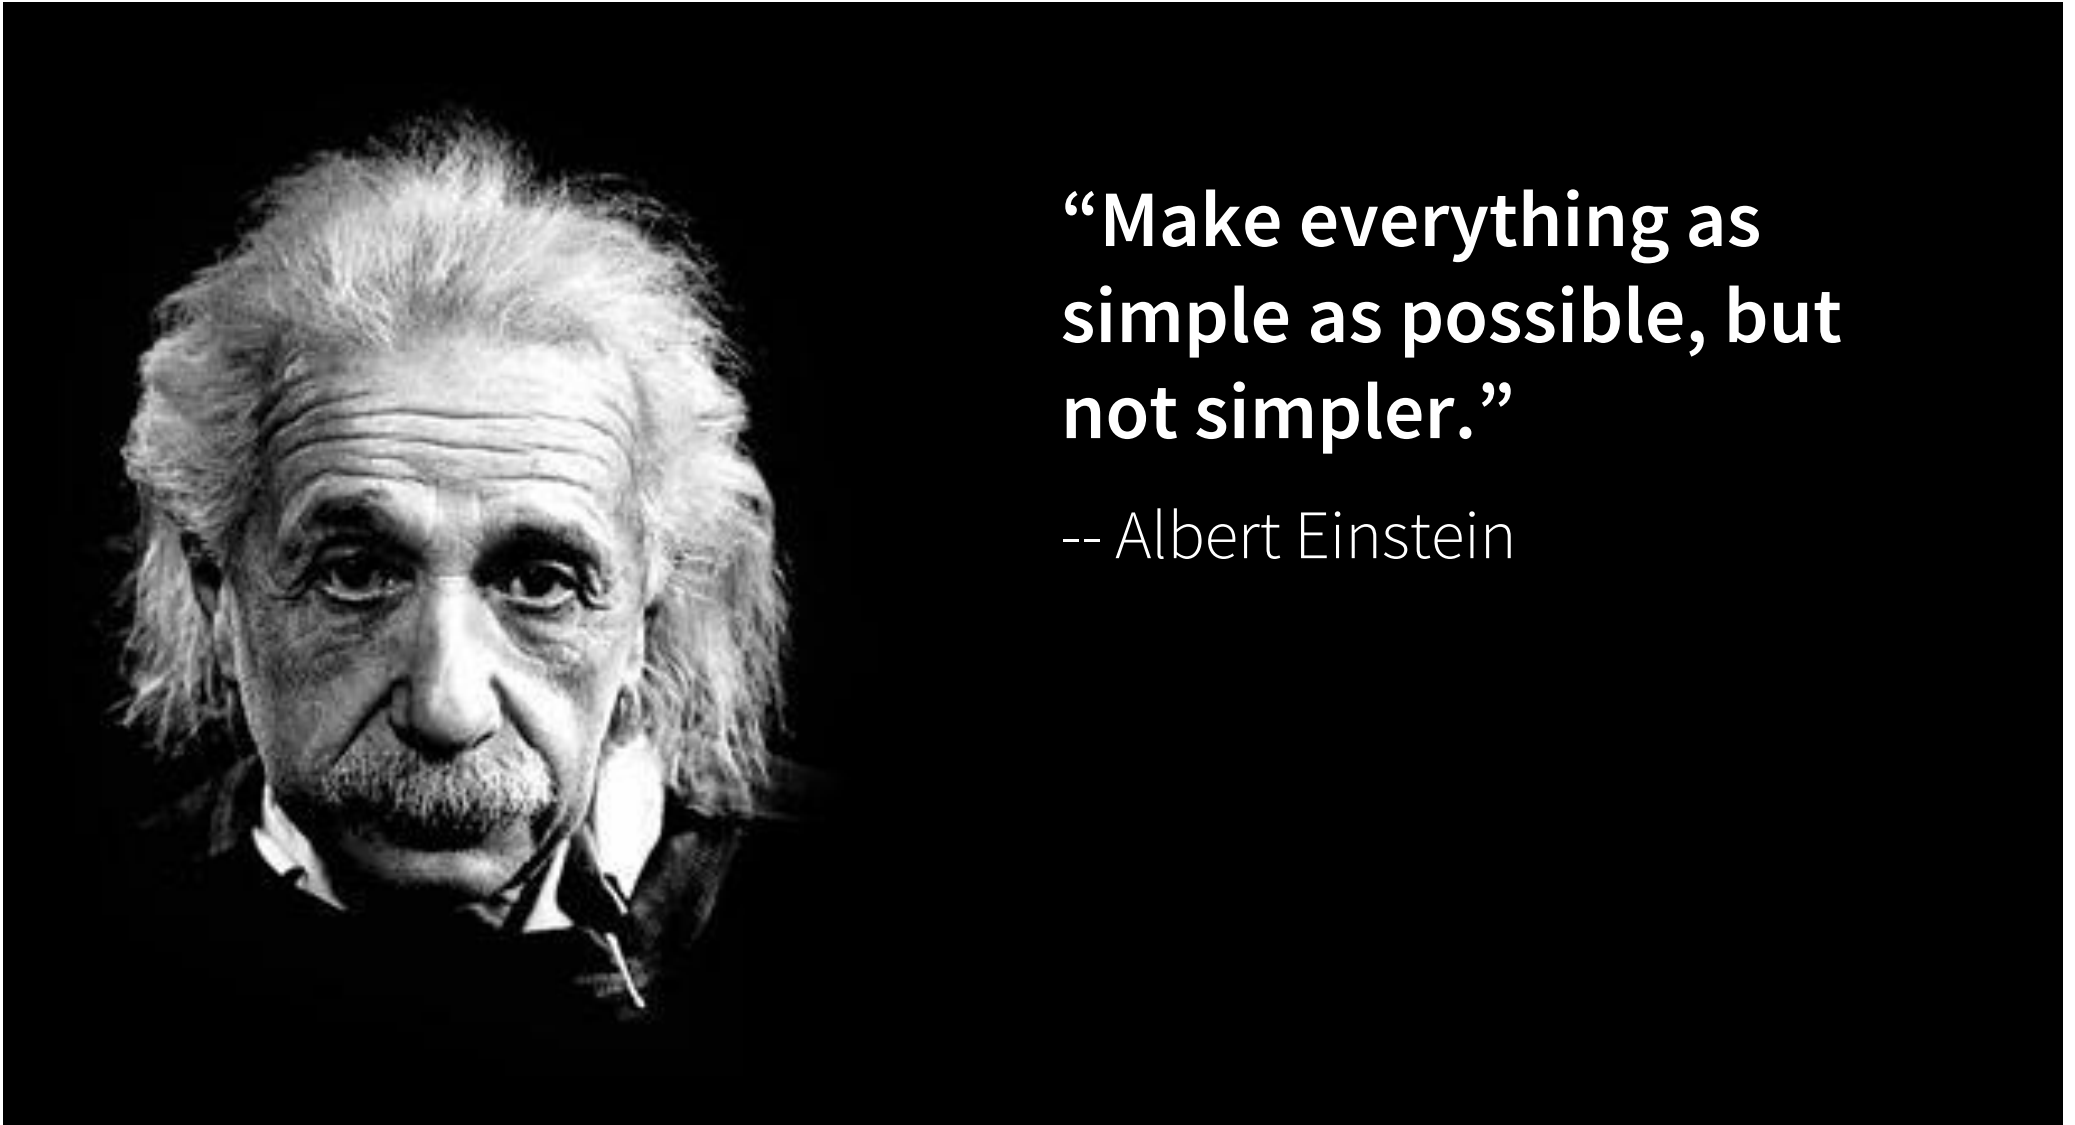 “Make everything as
simple as possible, but
not simpler.”
-- Albert Einstein